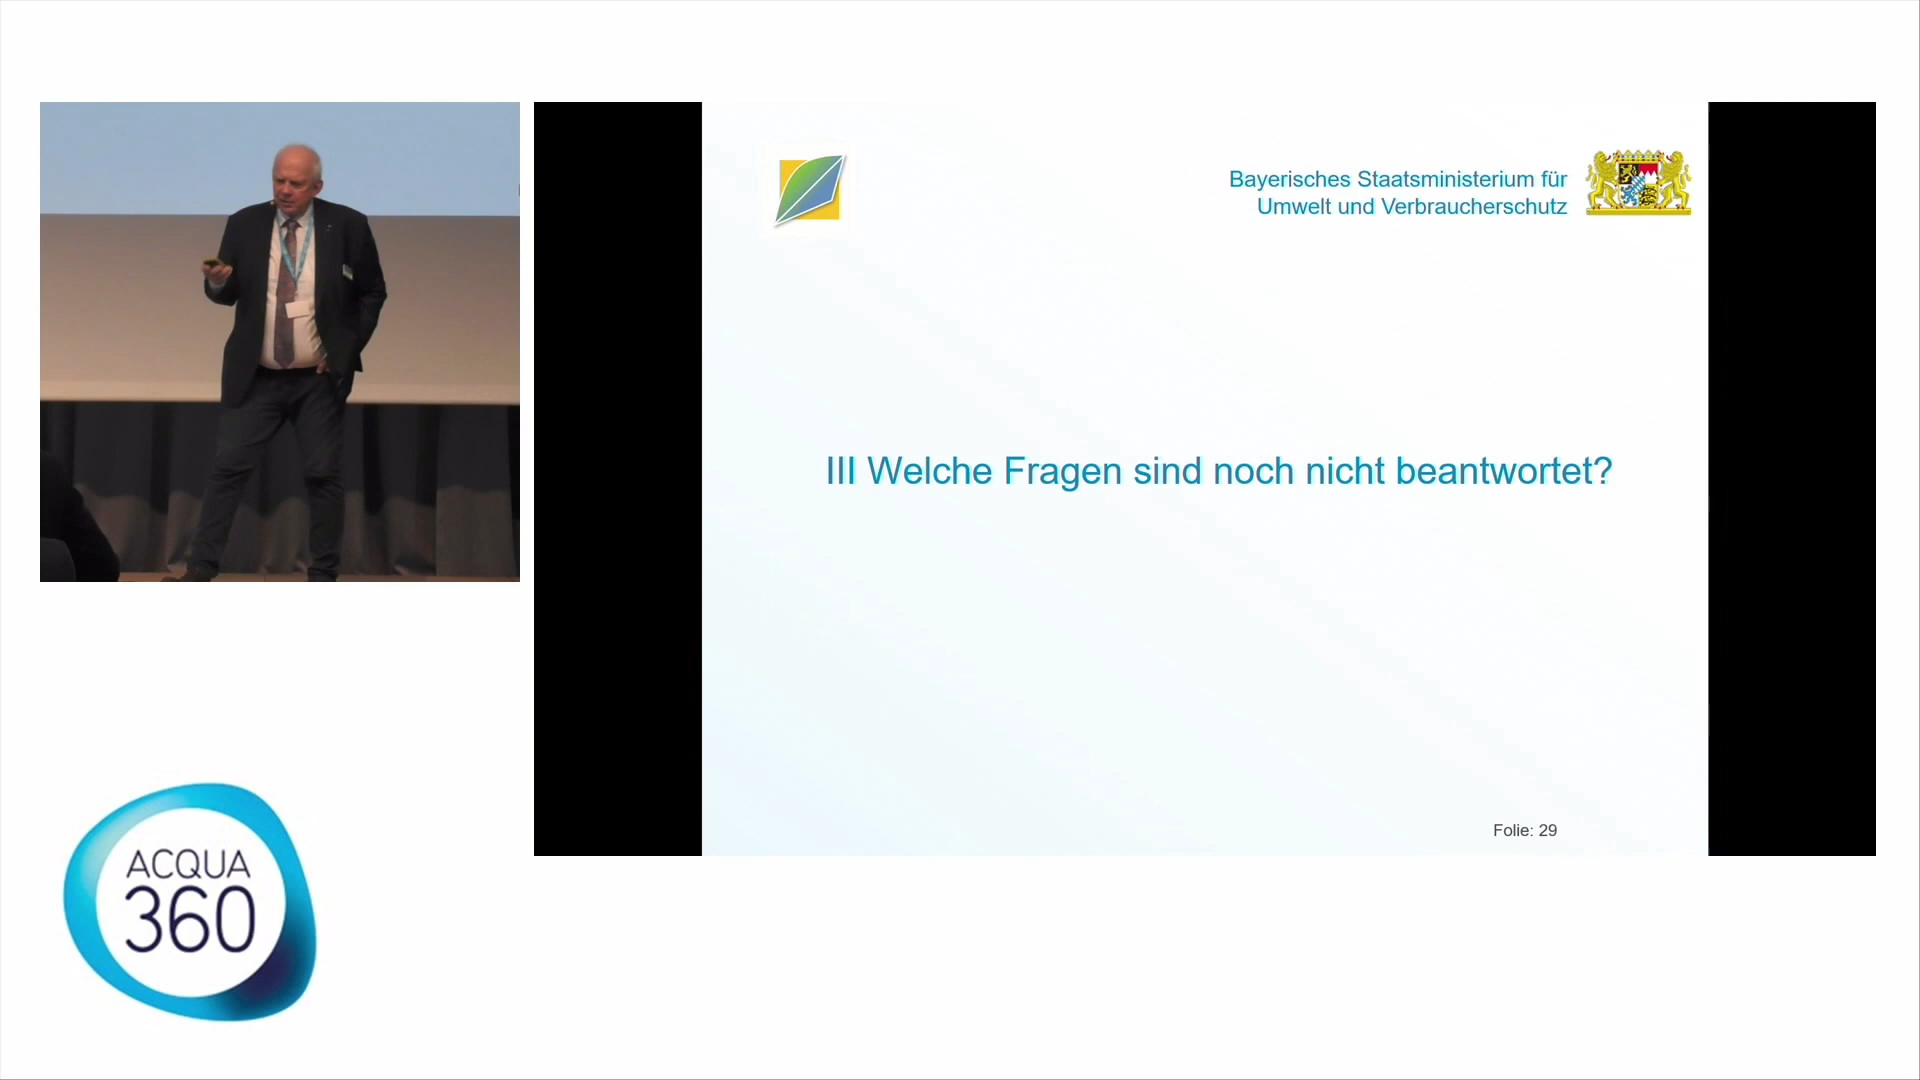 Bayerisches Staatsministerium für
Umwelt und Verbraucherschutz
III Welche Fragen sind noch nicht beantwortet?
Folie: 29
ACQUA
360